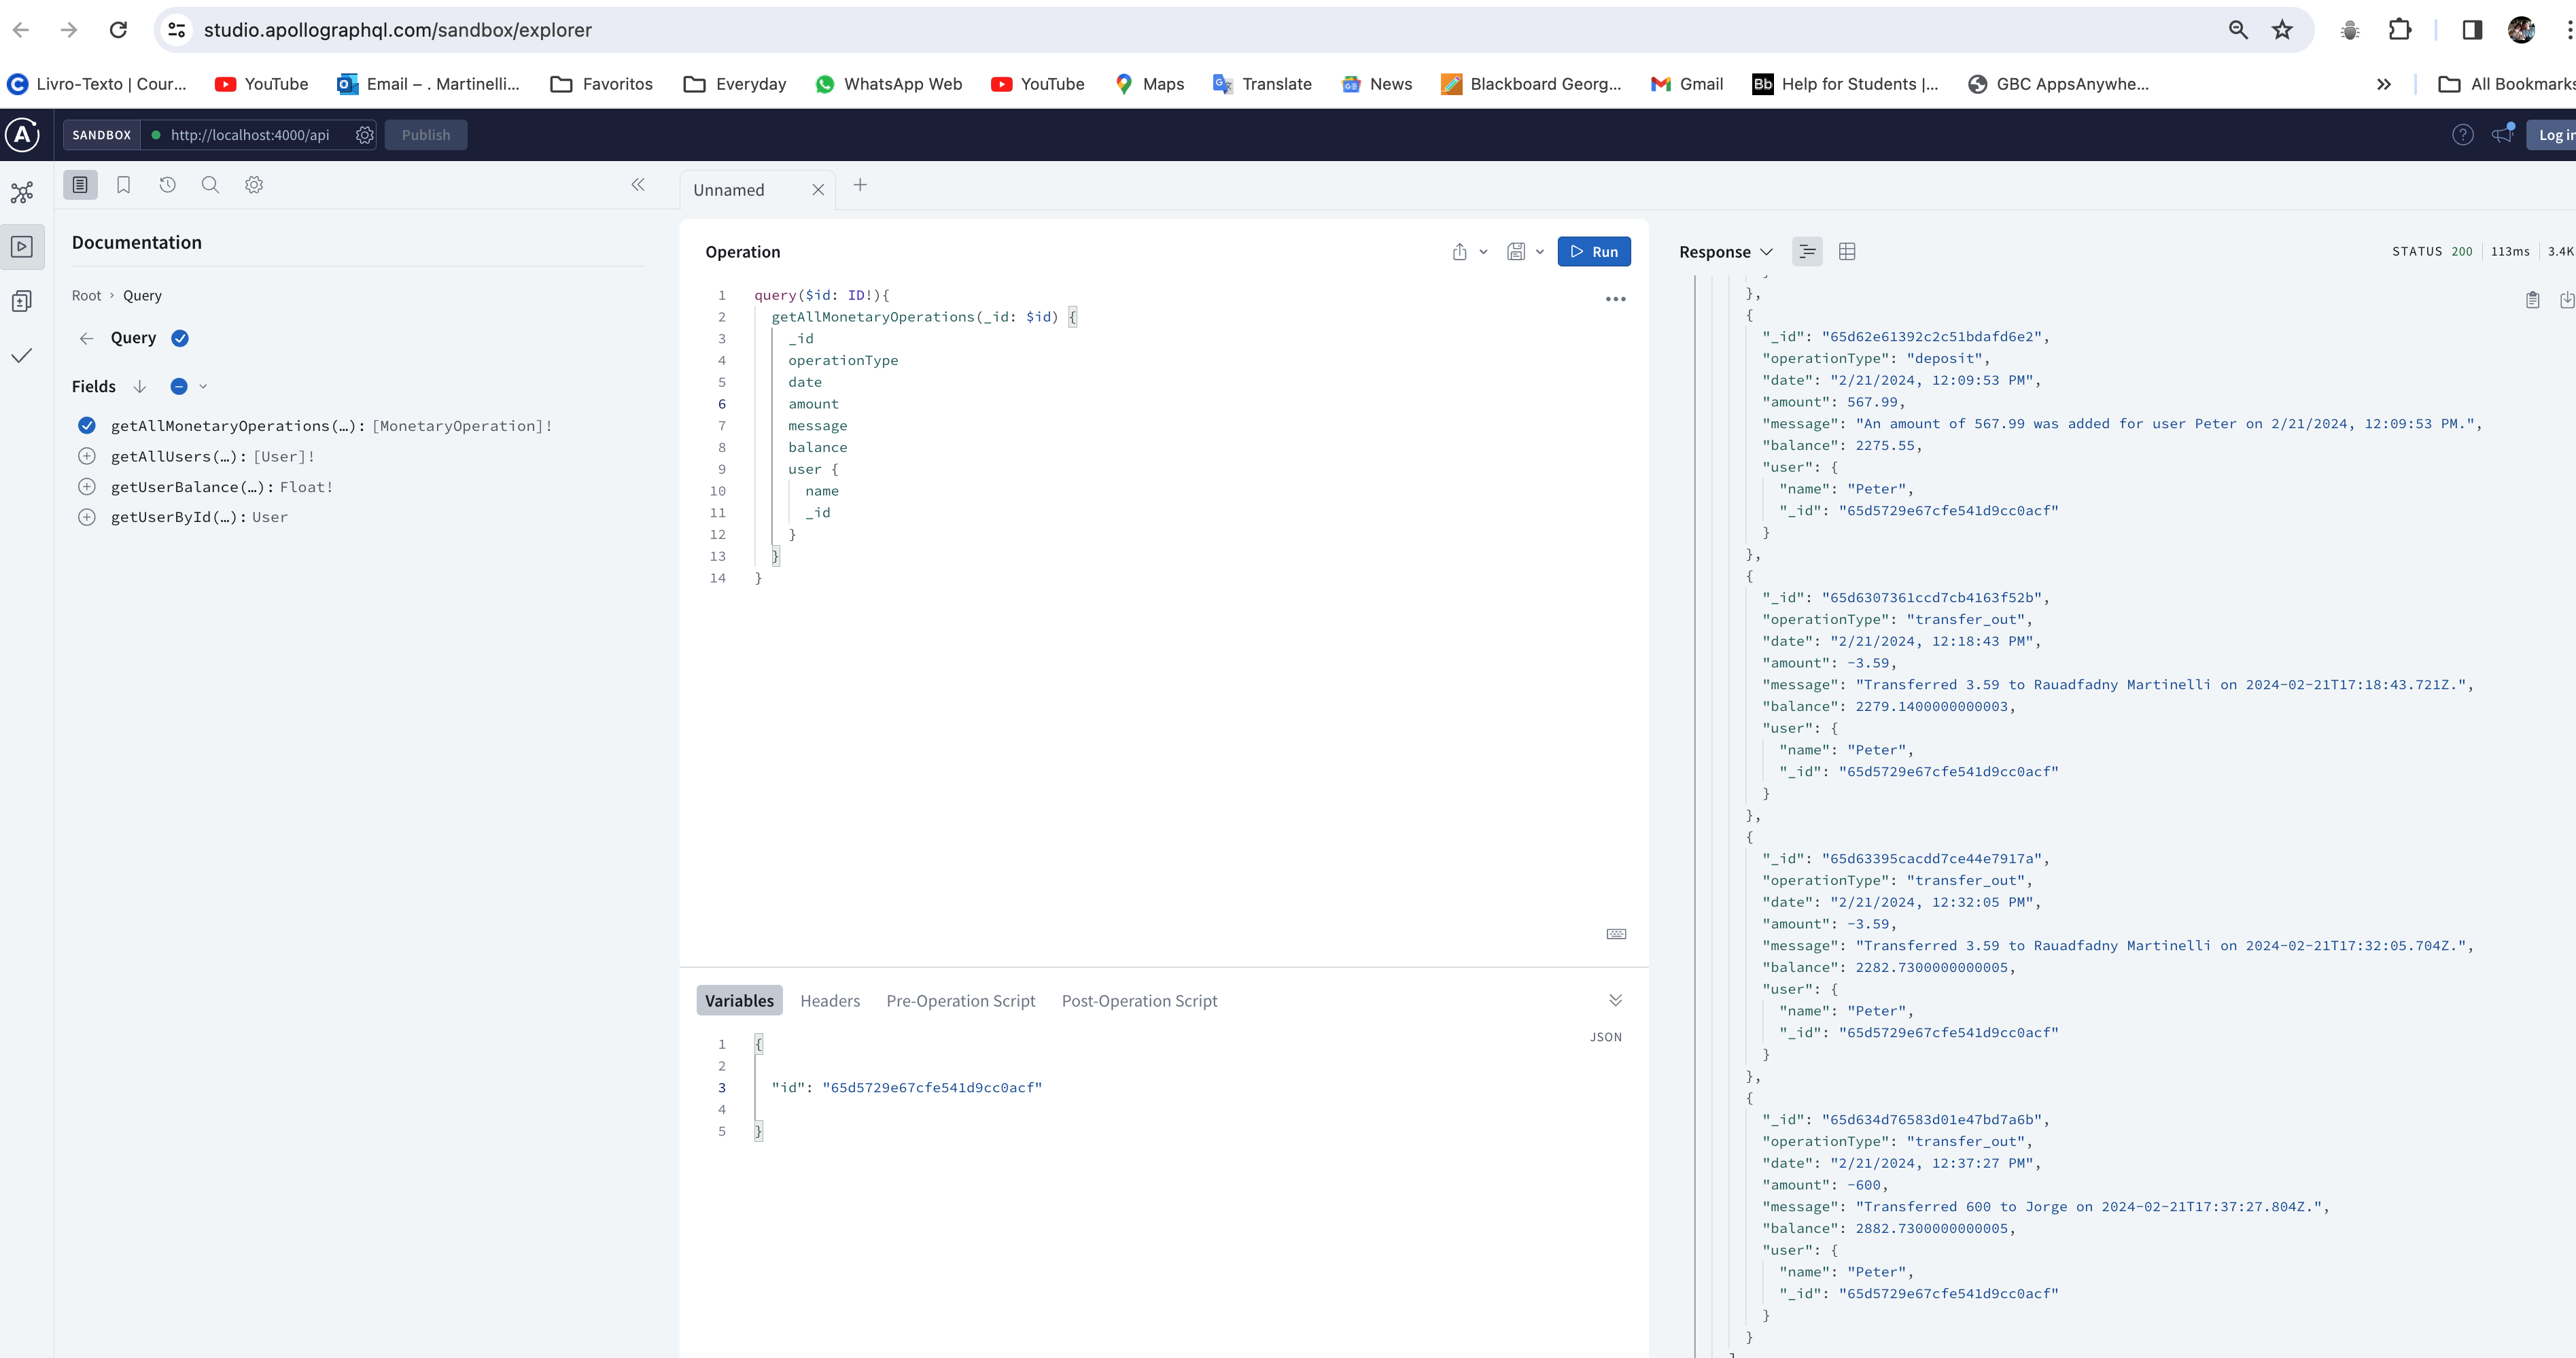 studio.apollographql.com/sandbox/explorer
Livro-Texto | Cour...
YouTube
Email – . Martinelli...
Favoritos
Everyday
WhatsApp Web
YouTube
Maps
Translate
News
Blackboard Georg...
Gmail
Bb
Help for Students |...
GBC AppsAnywhe...
All Bookmarks
SANDBOX
http://localhost:4000/api
Publish
Log in
Unnamed
Documentation
Root › Query
Query
Fields
getAllMonetaryOperations(…): [MonetaryOperation]!
getAllUsers(…): [User]!
getUserBalance(…): Float!
getUserById(…): User
Operation
Run
1 query($id: ID!){
2 getAllMonetaryOperations(_id: $id) {
3 _id
4 operationType
5 date
6 amount
7 message
8 balance
9 user {
10 name
11 _id
12 }
13 }
14 }
Variables
Headers
Pre-Operation Script
Post-Operation Script
JSON
1 {
2
3 "id": "65d5729e67cfe541d9cc0acf"
4
5 }
Response
STATUS 200
113ms
3.4K
},
{
"_id": "65d62e61392c2c51bdafd6e2",
"operationType": "deposit",
"date": "2/21/2024, 12:09:53 PM",
"amount": 567.99,
"message": "An amount of 567.99 was added for user Peter on 2/21/2024, 12:09:53 PM.",
"balance": 2275.55,
"user": {
"name": "Peter",
"_id": "65d5729e67cfe541d9cc0acf"
}
},
{
"_id": "65d6307361ccd7cb4163f52b",
"operationType": "transfer_out",
"date": "2/21/2024, 12:18:43 PM",
"amount": -3.59,
"message": "Transferred 3.59 to Rauadfadny Martinelli on 2024-02-21T17:18:43.721Z.",
"balance": 2279.1400000000003,
"user": {
"name": "Peter",
"_id": "65d5729e67cfe541d9cc0acf"
}
},
{
"_id": "65d63395cacdd7ce44e7917a",
"operationType": "transfer_out",
"date": "2/21/2024, 12:32:05 PM",
"amount": -3.59,
"message": "Transferred 3.59 to Rauadfadny Martinelli on 2024-02-21T17:32:05.704Z.",
"balance": 2282.7300000000005,
"user": {
"name": "Peter",
"_id": "65d5729e67cfe541d9cc0acf"
}
},
{
"_id": "65d634d76583d01e47bd7a6b",
"operationType": "transfer_out",
"date": "2/21/2024, 12:37:27 PM",
"amount": -600,
"message": "Transferred 600 to Jorge on 2024-02-21T17:37:27.804Z.",
"balance": 2882.7300000000005,
"user": {
"name": "Peter",
"_id": "65d5729e67cfe541d9cc0acf"
}
}